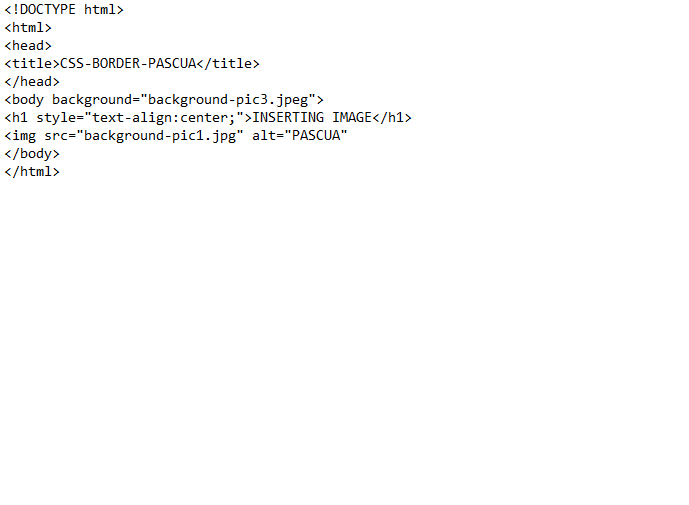 <!DOCTYPE html>
<html>
<head>
<title>CSS-BORDER-PASCUA</title>
</head>
<body background="background-pic3.jpeg">
<h1 style="text-align:center;">INSERTING IMAGE</h1>
<img src="background-pic1.jpg" alt="PASCUA"
</body>
</html>